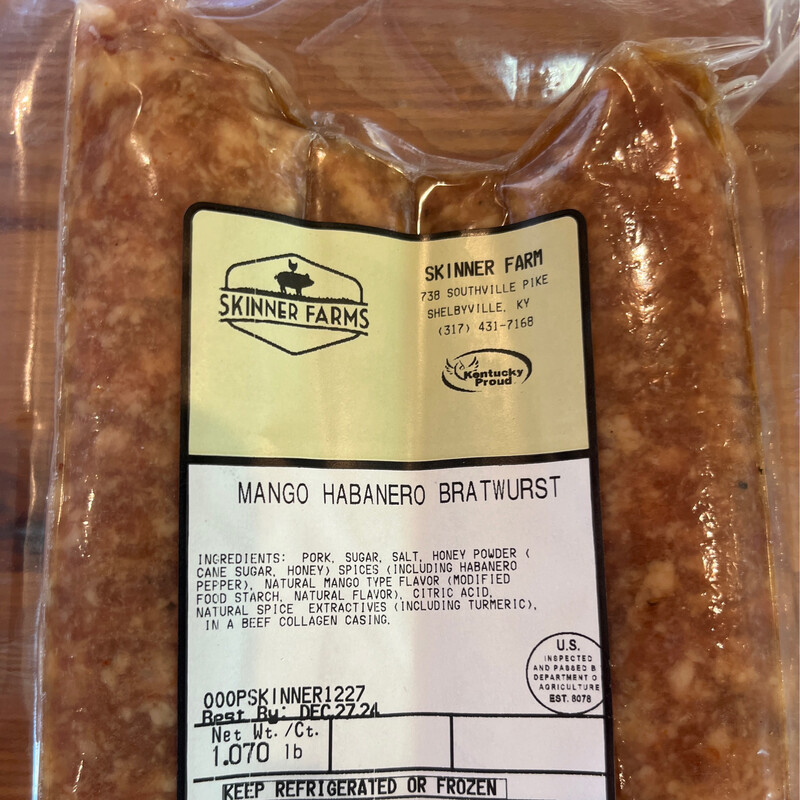 SKINNER FARMS
SKINNER FARM
738 SOUTHVILLE PIKE
SHELBYVILLE, KY
(317) 431-7168
Kentucky
Proud
MANGO HABANERO BRATWURST
INGREDIENTS: PORK, SUGAR, SALT, HONEY POWDER (
CANE SUGAR, HONEY) SPICES (INCLUDING HABANERO
PEPPER), NATURAL MANGO TYPE FLAVOR (MODIFIED
FOOD STARCH, NATURAL FLAVOR), CITRIC ACID,
NATURAL SPICE EXTRACTIVES (INCLUDING TURMERIC),
IN A BEEF COLLAGEN CASING.
U.S.
INSPECTED
AND PASSED B
DEPARTMENT O
AGRICULTURE
EST. 8078
000PSKINNER1227
Best By: DEC.27.24
Net Wt./Ct.
1.070 lb
KEEP REFRIGERATED OR FROZEN